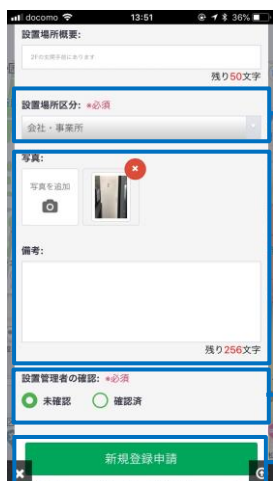 docomo 13:51 36%
設置場所概要:
2Fの玄関手前にあります
残り50文字
設置場所区分: *必須
会社・事業所
写真:
写真を追加
備考:
残り256文字
設置管理者の確認: *必須
未確認 確認済
新規登録申請